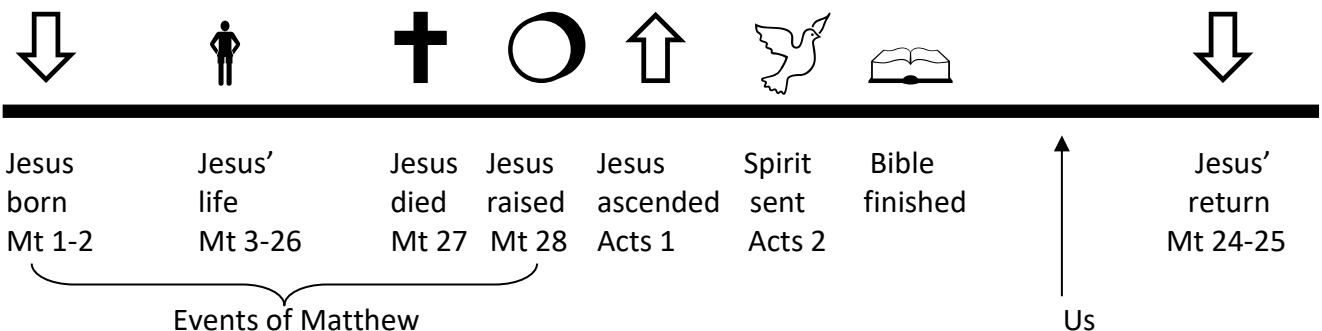 Jesus born Mt 1-2
Jesus’ life Mt 3-26
Jesus died Mt 27
Jesus raised Mt 28
Jesus ascended Acts 1
Spirit sent Acts 2
Bible finished
Jesus’ return Mt 24-25
Events of Matthew
Us